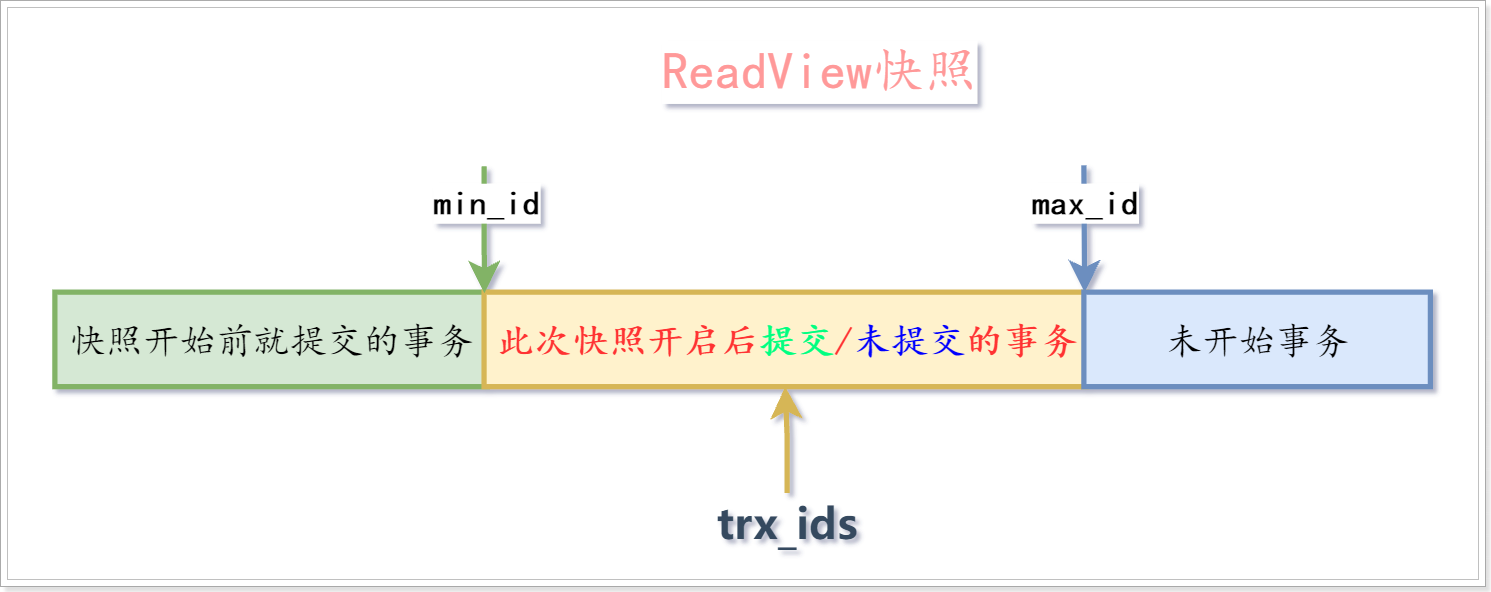 ReadView快照
min_id
max_id
快照开始前就提交的事务
此次快照开启后提交/未提交的事务
未开始事务
trx_ids